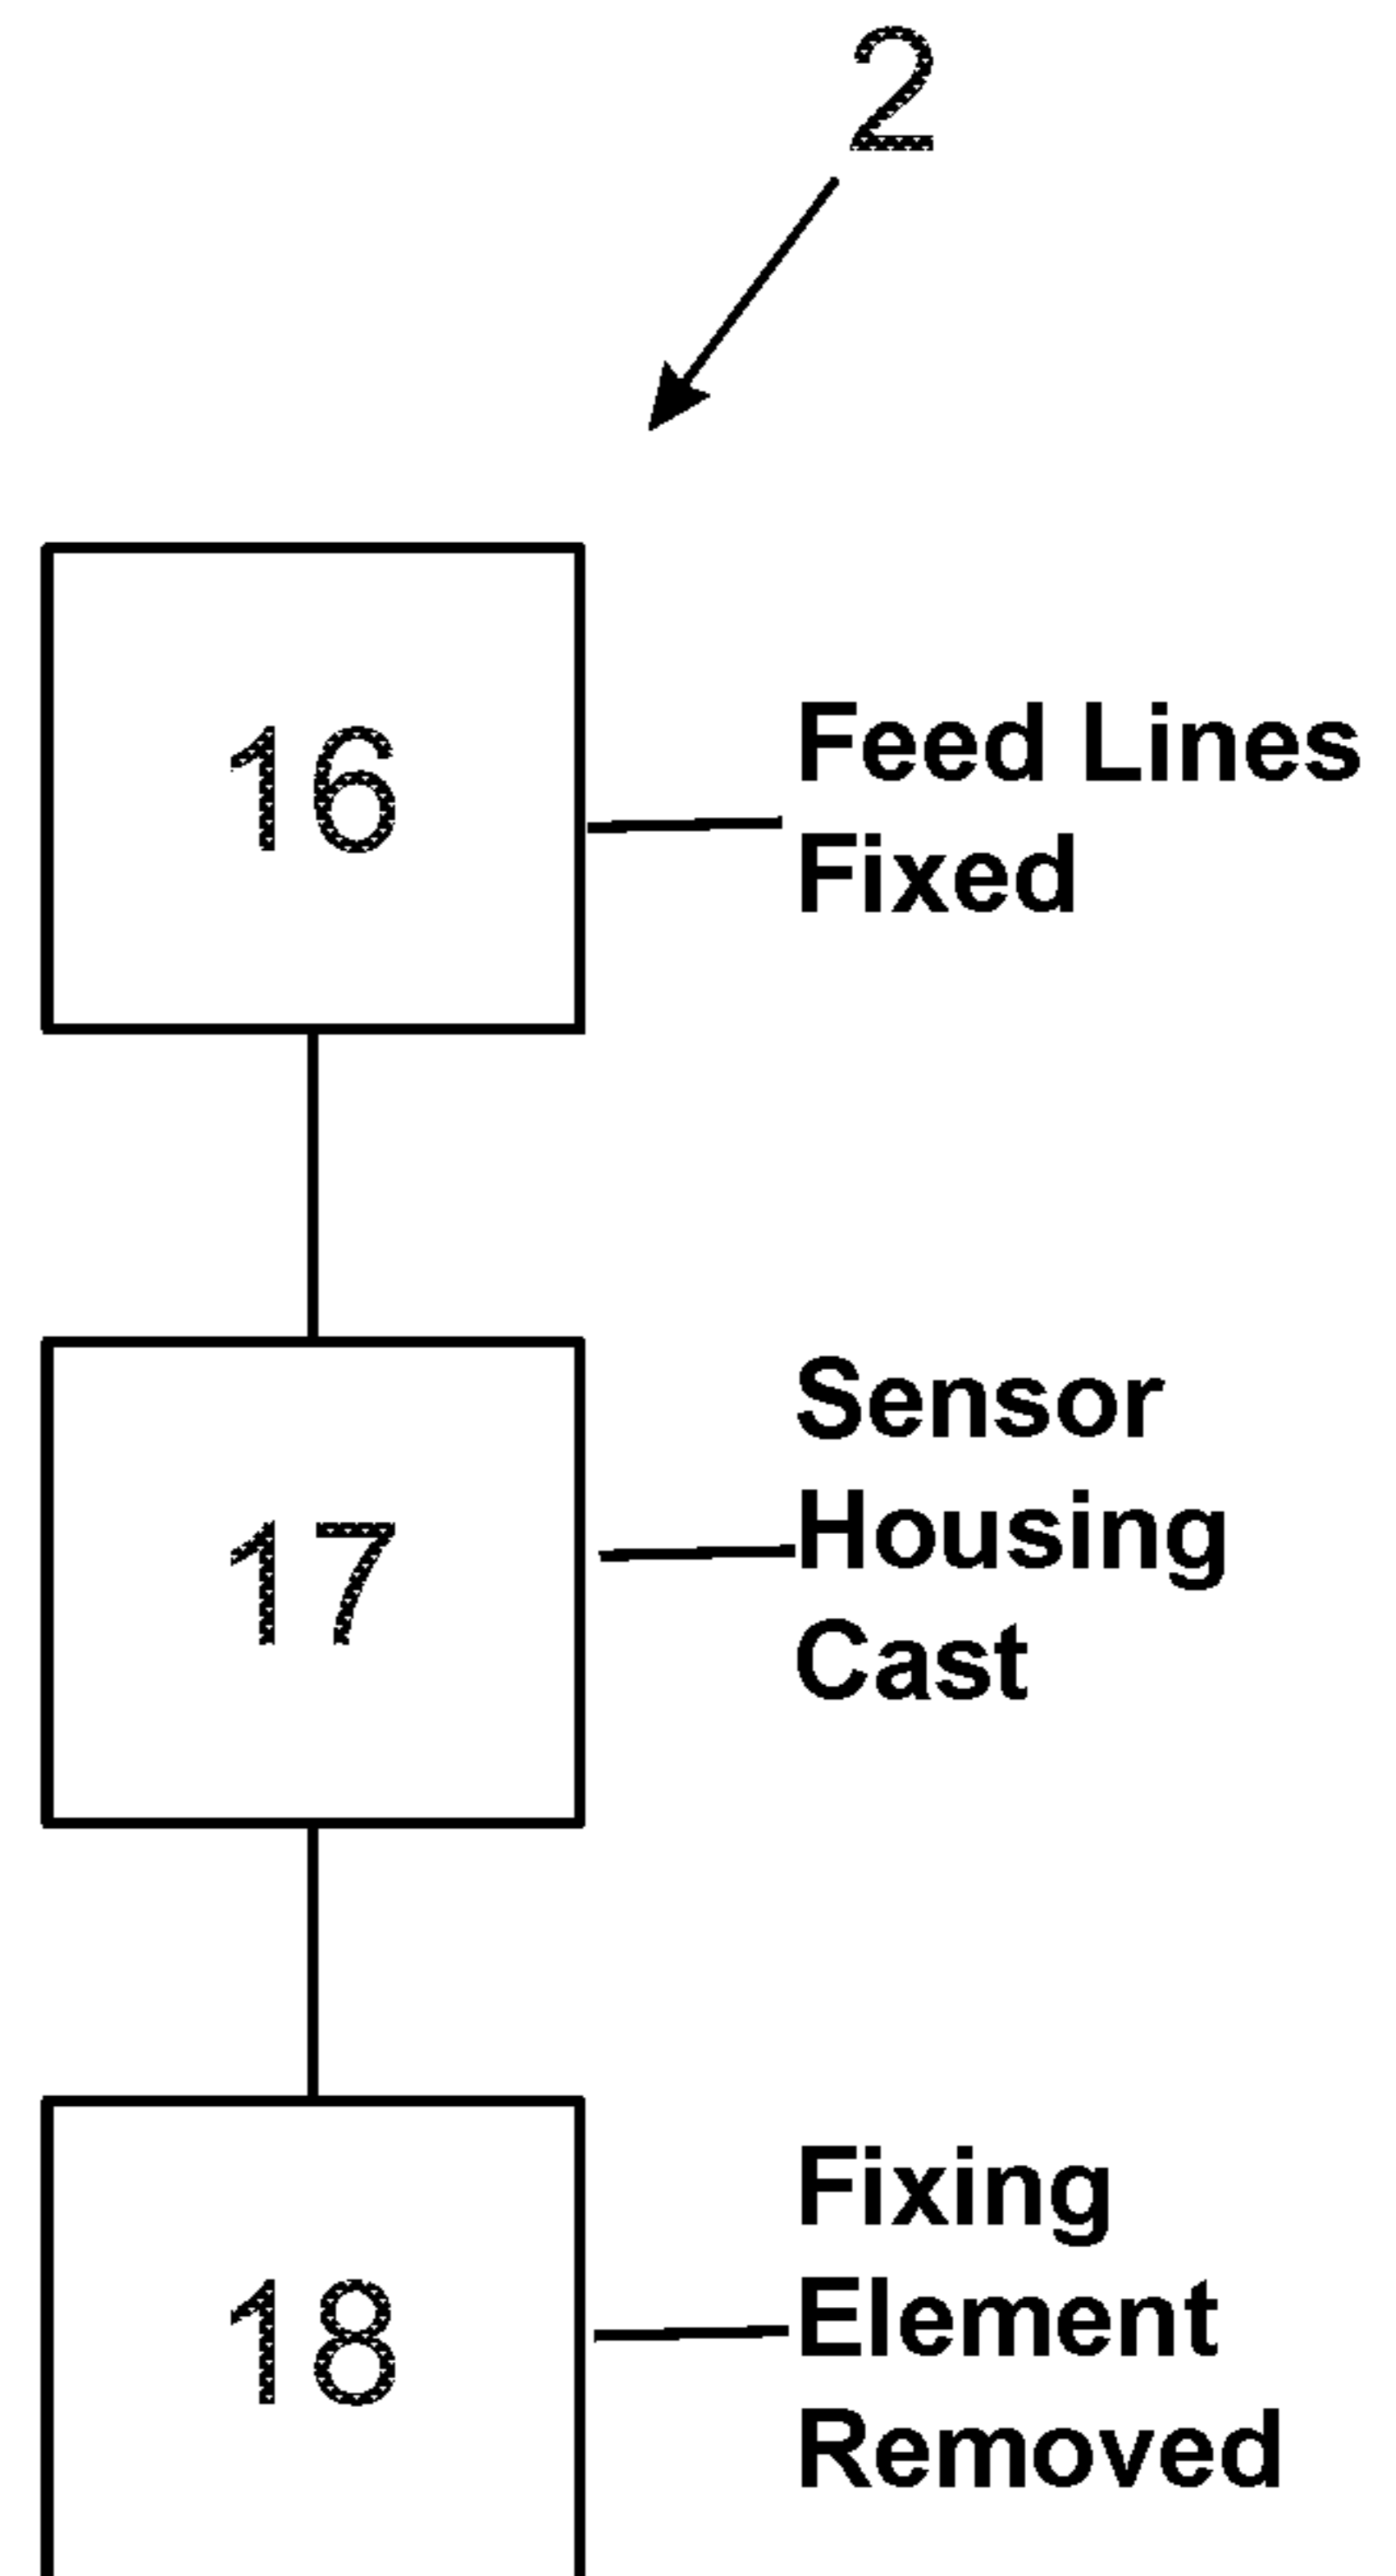 2
16
Feed Lines
Fixed
17
Sensor
Housing
Cast
18
Fixing
Element
Removed